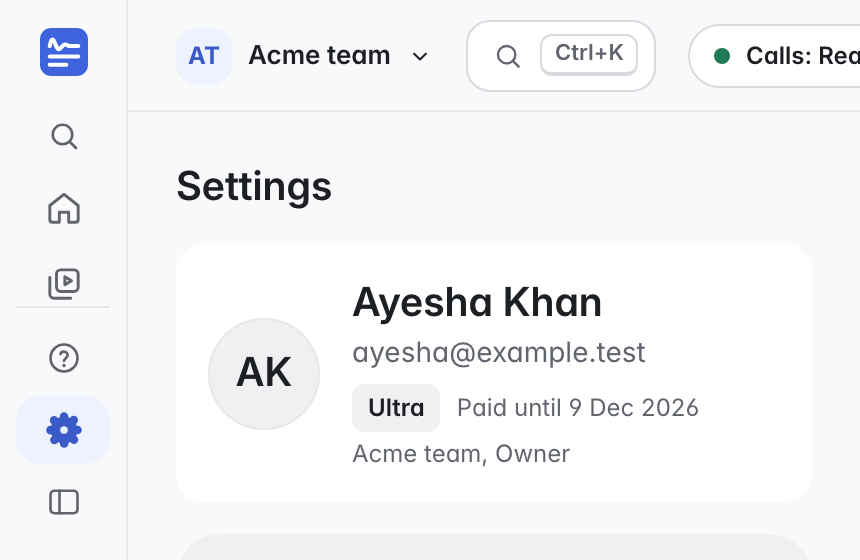 AT Acme team Ctrl+K Calls: Rea
Settings
AK
Ayesha Khan
ayesha@example.test
Ultra Paid until 9 Dec 2026
Acme team, Owner